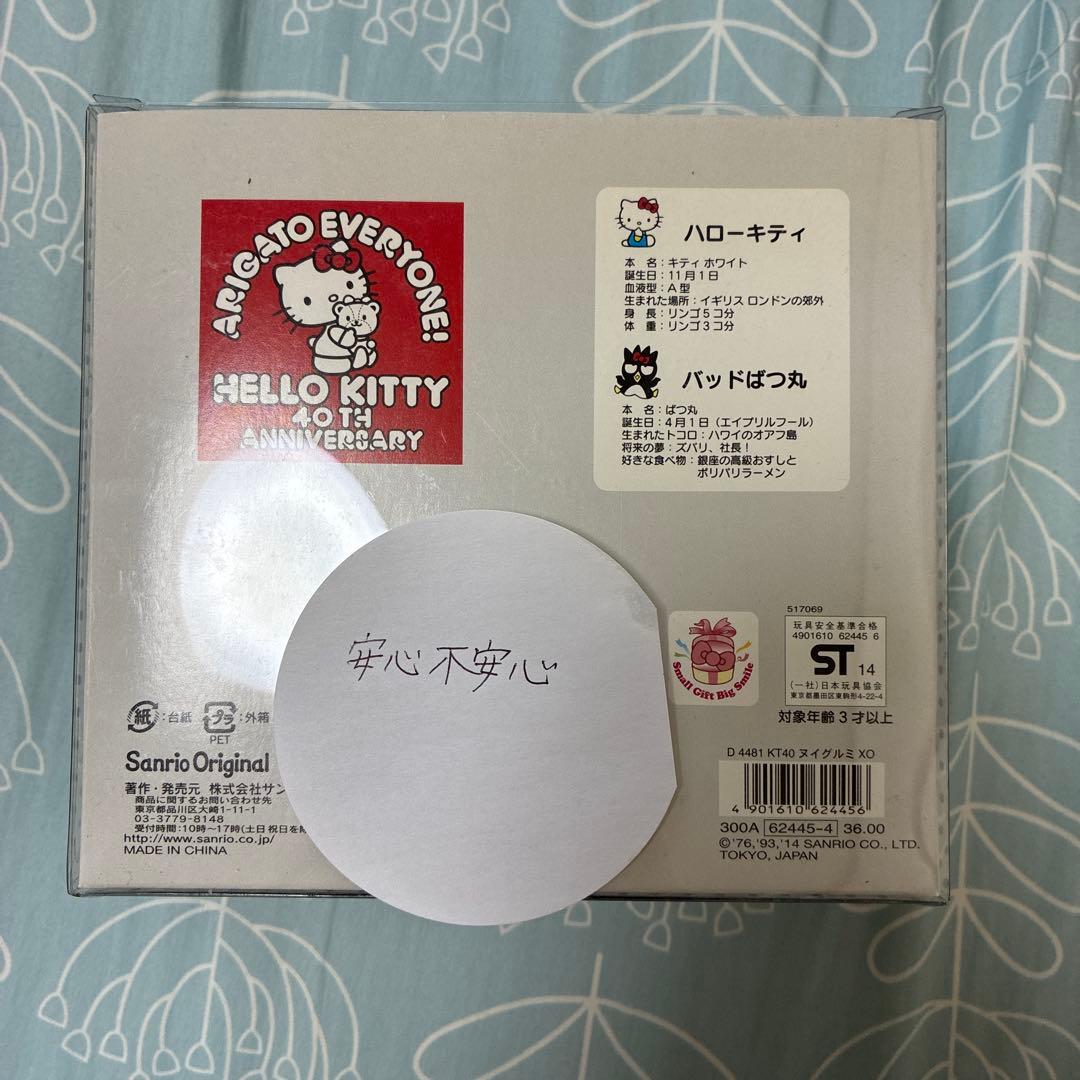 ARIGATO EVERYONE!
HELLO KITTY
40TH
ANNIVERSARY
ハローキティ
本 名：キティ ホワイト
誕生日：11月1日
血液型：A型
生まれた場所：イギリス ロンドンの郊外
身 長：リンゴ5コ分
体 重：リンゴ3コ分
バッドばつ丸
本 名：ばつ丸
誕生日：4月1日（エイプリルフール）
生まれたトコロ：ハワイのオアフ島
将来の夢：ズバリ、社長！
好きな食べ物：銀座の高級おすしと
ポリパリラーメン
安心 不安心
Small Gift Big Smile
517069
玩具安全基準合格
4901610 62445 6
ST 14
（一社）日本玩具協会
東京都墨田区東駒形4-22-4
対象年齢3才以上
紙：台紙 プラ：外箱
PET
Sanrio Original
著作・発売元 株式会社サン
商品に関するお問い合わせ先
東京都品川区大崎1-11-1
03-3779-8148
受付時間：10時〜17時（土日祝日を
http://www.sanrio.co.jp/
MADE IN CHINA
D 4481 KT40 ヌイグルミ XO
4 901610 624456
300A 62445-4 36.00
©'76,'93,'14 SANRIO CO., LTD.
TOKYO, JAPAN